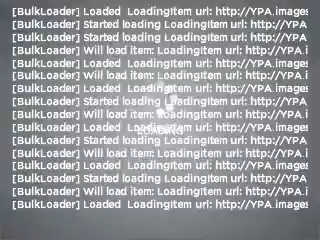 [BulkLoader] Loaded LoadingItem url: http://YPA.images
[BulkLoader] Started loading LoadingItem url: http://YPA
[BulkLoader] Started loading LoadingItem url: http://YPA
[BulkLoader] Will load item: LoadingItem url: http://YPA.i
[BulkLoader] Loaded LoadingItem url: http://YPA.images
[BulkLoader] Will load item: LoadingItem url: http://YPA.i
[BulkLoader] Loaded LoadingItem url: http://YPA.images
[BulkLoader] Started loading LoadingItem url: http://YPA
[BulkLoader] Will load item: LoadingItem url: http://YPA.i
[BulkLoader] Loaded LoadingItem url: http://YPA.images
LOADING
[BulkLoader] Started loading LoadingItem url: http://YPA
[BulkLoader] Will load item: LoadingItem url: http://YPA.i
[BulkLoader] Loaded LoadingItem url: http://YPA.images
[BulkLoader] Started loading LoadingItem url: http://YPA
[BulkLoader] Will load item: LoadingItem url: http://YPA.i
[BulkLoader] Loaded LoadingItem url: http://YPA.images